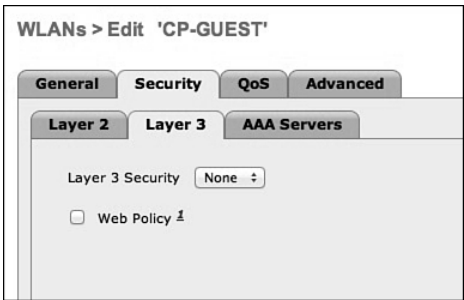 WLANs > Edit 'CP-GUEST'
General Security QoS Advanced
Layer 2 Layer 3 AAA Servers
Layer 3 Security None
Web Policy 1